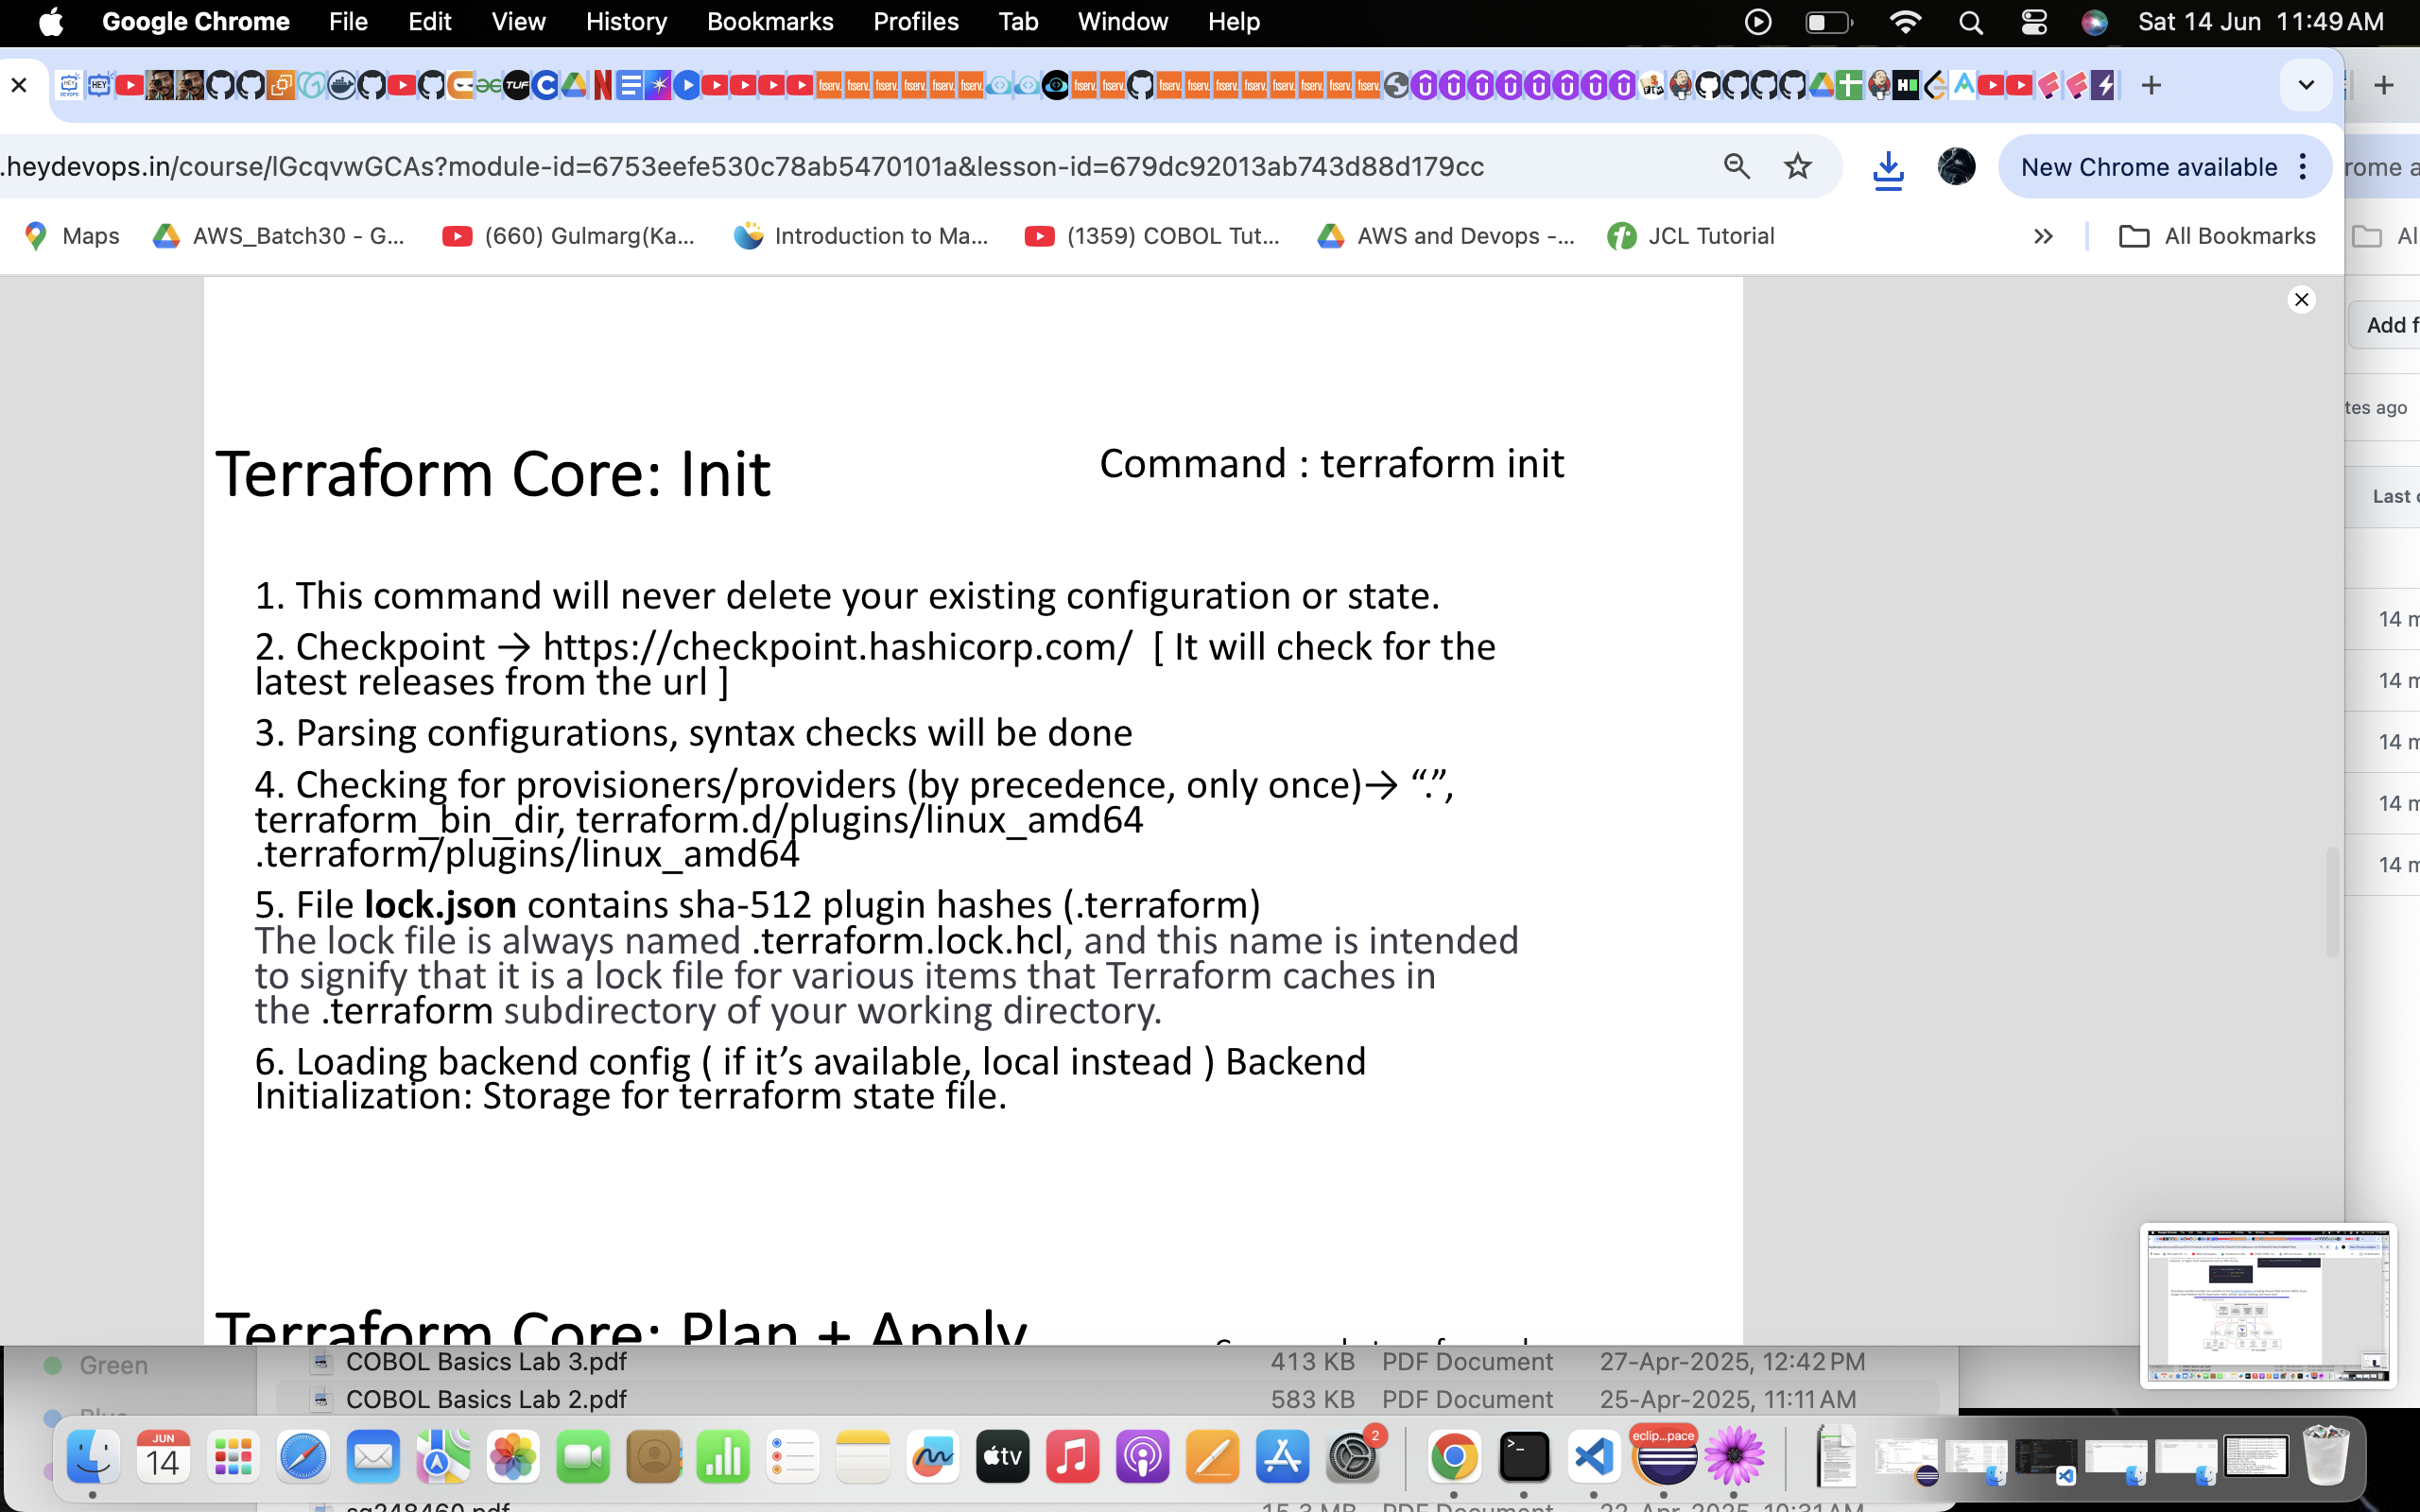 Google Chrome File Edit View History Bookmarks Profiles Tab Window Help Sat 14 Jun 11:49 AM
.heydevops.in/course/lGcqvwGCAs?module-id=6753eefe530c78ab5470101a&lesson-id=679dc92013ab743d88d179cc New Chrome available
Maps AWS_Batch30 - G... (660) Gulmarg(Ka... Introduction to Ma... (1359) COBOL Tut... AWS and Devops -... JCL Tutorial All Bookmarks
Add f
tes ago
Last
14 m
14 m
14 m
14 m
14 m
Terraform Core: Init Command : terraform init
1. This command will never delete your existing configuration or state.
2. Checkpoint → https://checkpoint.hashicorp.com/ [ It will check for the
latest releases from the url ]
3. Parsing configurations, syntax checks will be done
4. Checking for provisioners/providers (by precedence, only once)→ “.”,
terraform_bin_dir, terraform.d/plugins/linux_amd64
.terraform/plugins/linux_amd64
5. File lock.json contains sha-512 plugin hashes (.terraform)
The lock file is always named .terraform.lock.hcl, and this name is intended
to signify that it is a lock file for various items that Terraform caches in
the .terraform subdirectory of your working directory.
6. Loading backend config ( if it’s available, local instead ) Backend
Initialization: Storage for terraform state file.
Terraform Core: Plan + Apply
Green
COBOL Basics Lab 3.pdf 413 KB PDF Document 27-Apr-2025, 12:42 PM
COBOL Basics Lab 2.pdf 583 KB PDF Document 25-Apr-2025, 11:11 AM
JUN
14
tv
2
eclip...pace